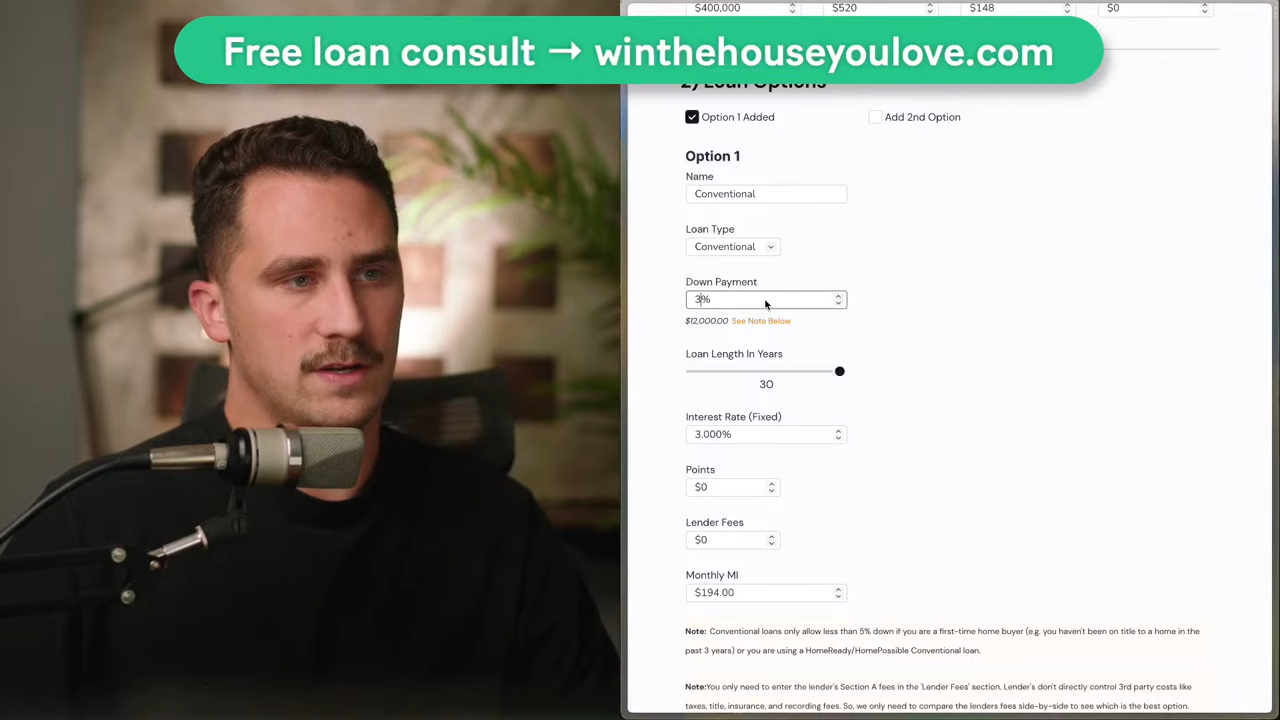 $400,000 $520 $148 $0
Free loan consult → winthehouseyoulove.com
2) Loan Options
Option 1 Added Add 2nd Option
Option 1
Name
Conventional
Loan Type
Conventional
Down Payment
3%
$12,000.00 See Note Below
Loan Length In Years
30
Interest Rate (Fixed)
3.000%
Points
$0
Lender Fees
$0
Monthly MI
$194.00
Note: Conventional loans only allow less than 5% down if you are a first-time home buyer (e.g. you haven't been on title to a home in the
past 3 years) or you are using a HomeReady/HomePossible Conventional loan.
Note:You only need to enter the lender's Section A fees in the 'Lender Fees' section. Lender's don't directly control 3rd party costs like
taxes, title, insurance, and recording fees. So, we only need to compare the lenders fees side-by-side to see which is the best option.